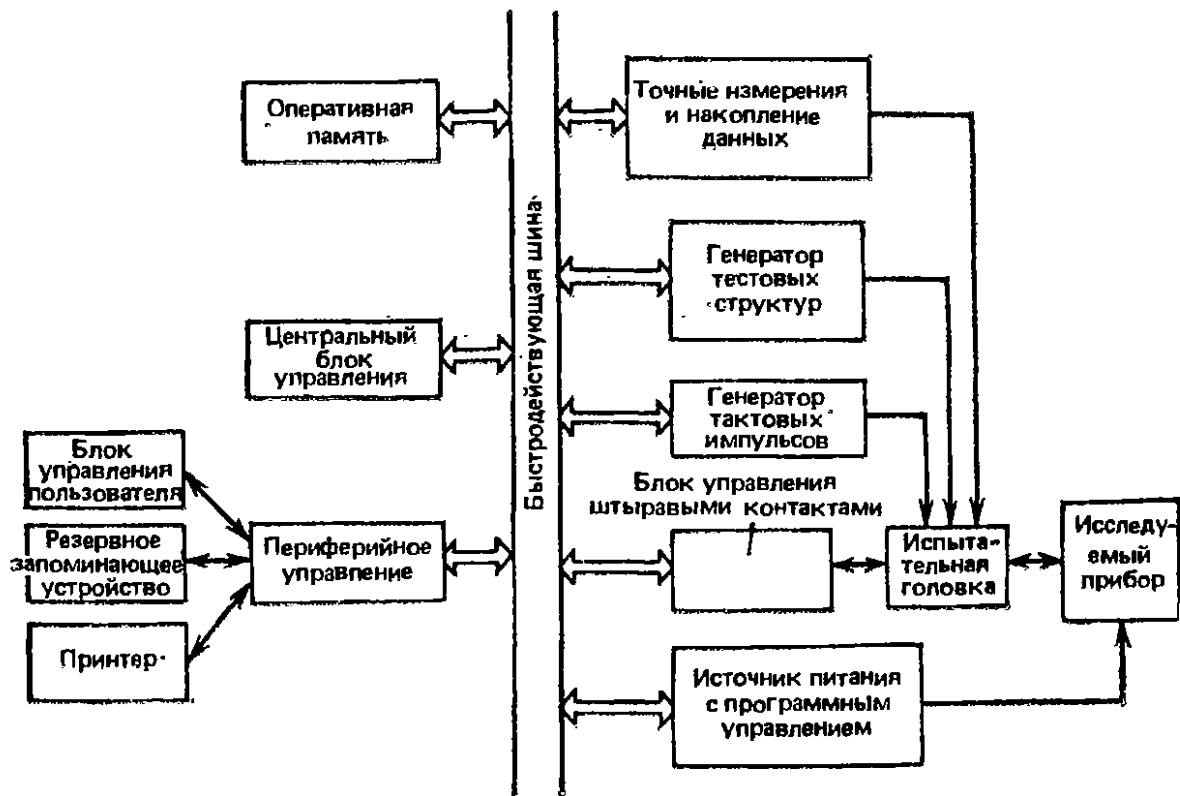 Оперативная
память
Точные измерения
и накопление
данных
Быстродействующая шина
Генератор
тестовых
структур
Центральный
блок
управления
Генератор
тактовых
импульсов
Блок управления
штыравыми контактами
Блок
управления
пользователя
Резервное
запоминающее
устройство
Принтер
Периферийное
управление
Испыта-
тельная
головка
Исследу-
емый
прибор
Источник питания
с программным
управлением